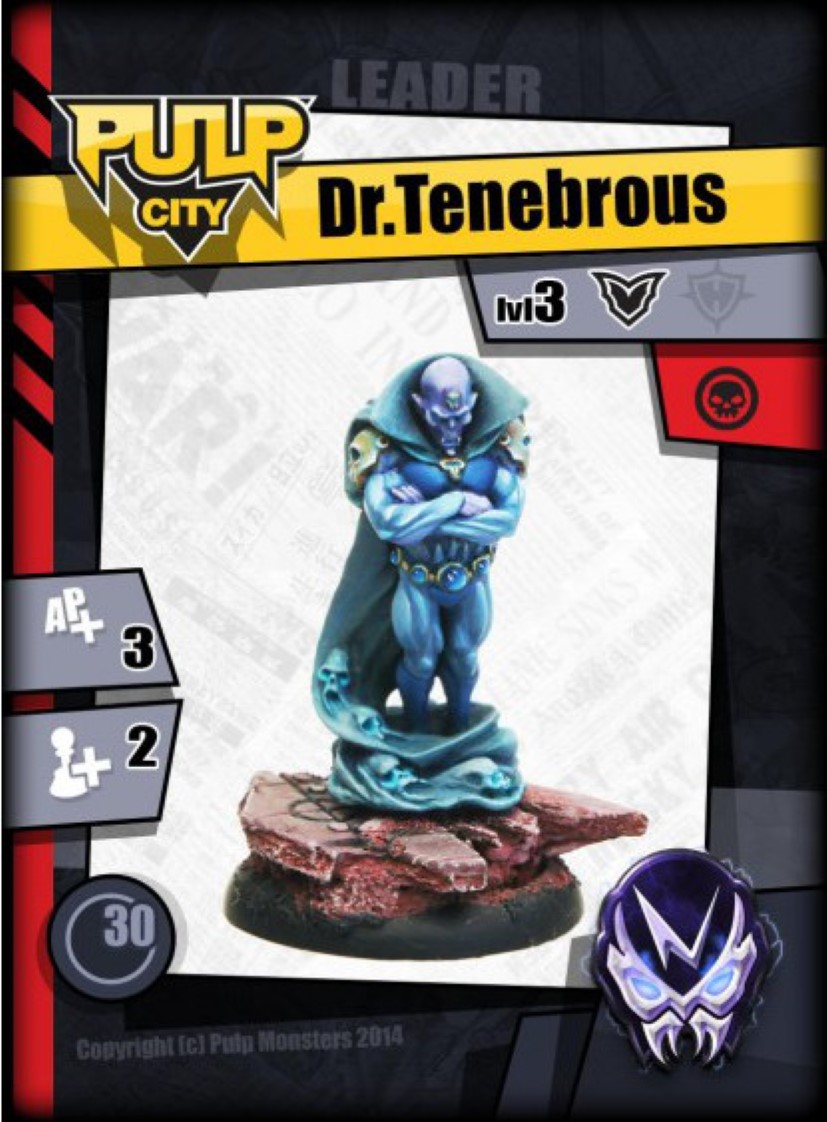 LEADER
PULP
CITY
Dr.Tenebrous
lvl3
AP+
3
+ 2
30
Copyright (c) Pulp Monsters 2014